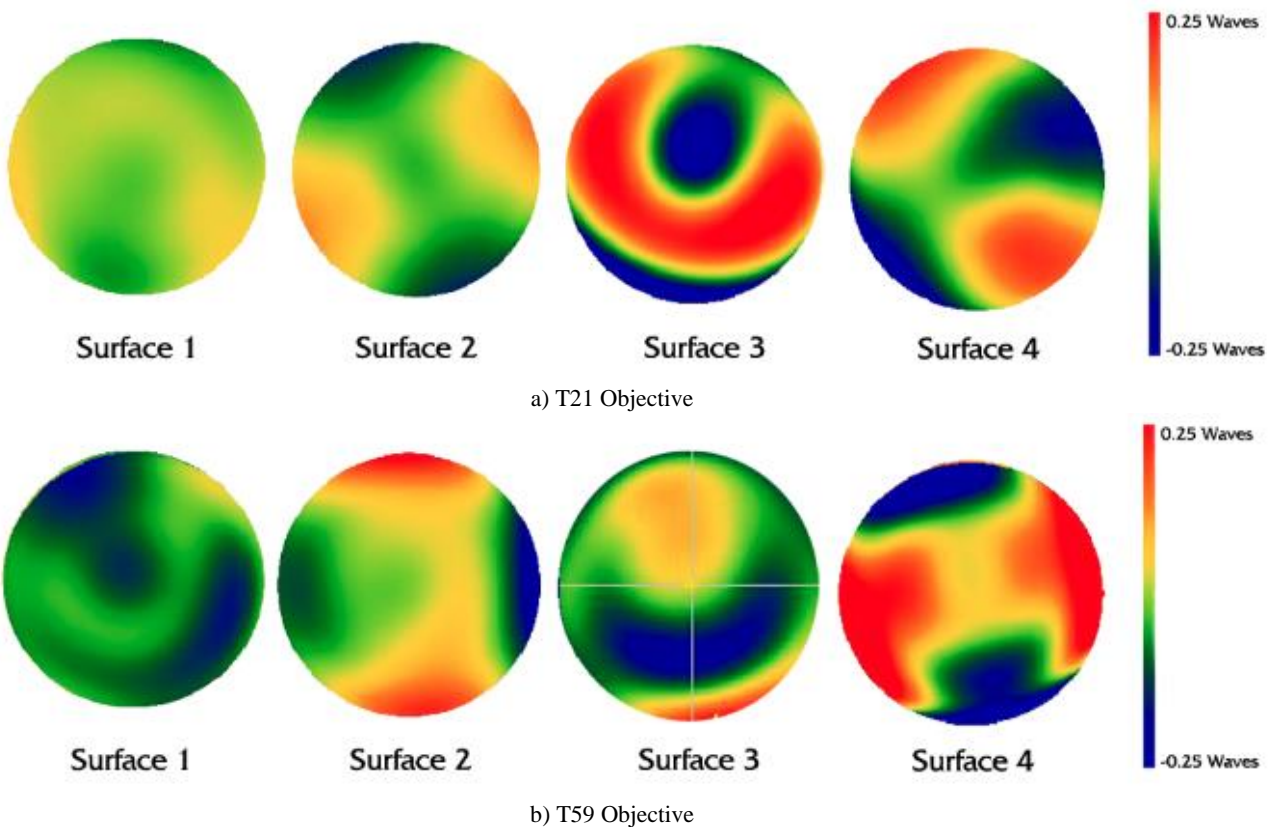 0.25 Waves
-0.25 Waves
Surface 1 Surface 2 Surface 3 Surface 4
a) T21 Objective
0.25 Waves
-0.25 Waves
Surface 1 Surface 2 Surface 3 Surface 4
b) T59 Objective